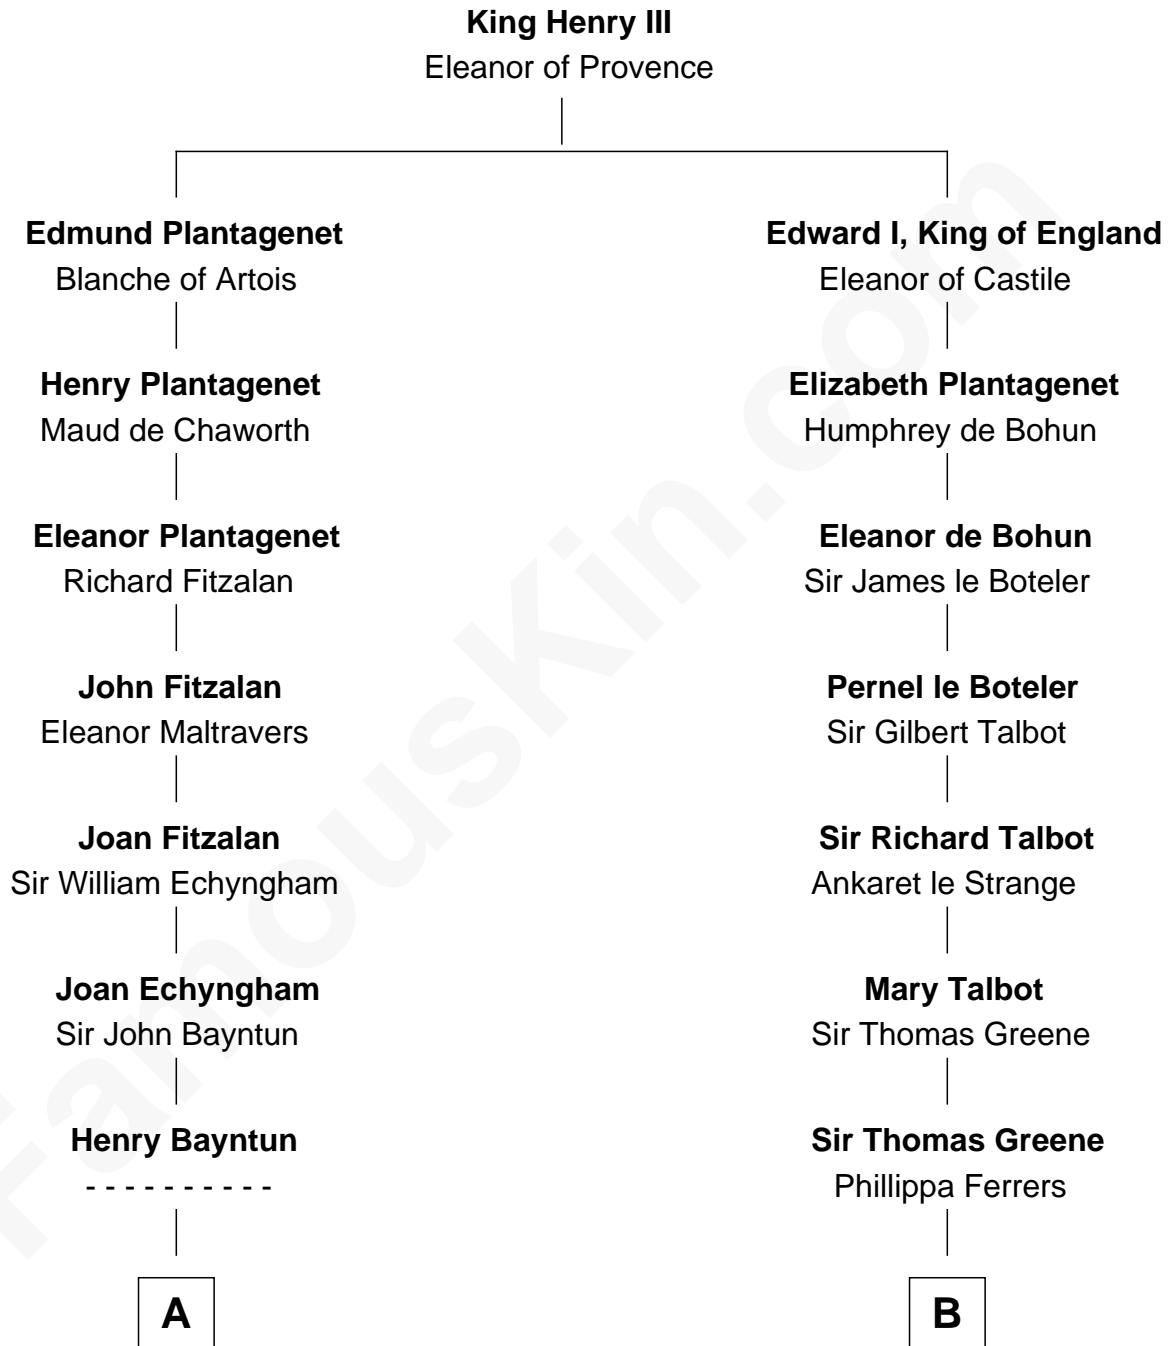 King Henry III
Eleanor of Provence
Edmund Plantagenet
Blanche of Artois
Henry Plantagenet
Maud de Chaworth
Eleanor Plantagenet
Richard Fitzalan
John Fitzalan
Eleanor Maltravers
Joan Fitzalan
Sir William Echyngham
Joan Echyngham
Sir John Bayntun
Henry Bayntun
- - - - - - - - - -
A
Edward I, King of England
Eleanor of Castile
Elizabeth Plantagenet
Humphrey de Bohun
Eleanor de Bohun
Sir James le Boteler
Pernel le Boteler
Sir Gilbert Talbot
Sir Richard Talbot
Ankaret le Strange
Mary Talbot
Sir Thomas Greene
Sir Thomas Greene
Phillippa Ferrers
B
FamousKin.com